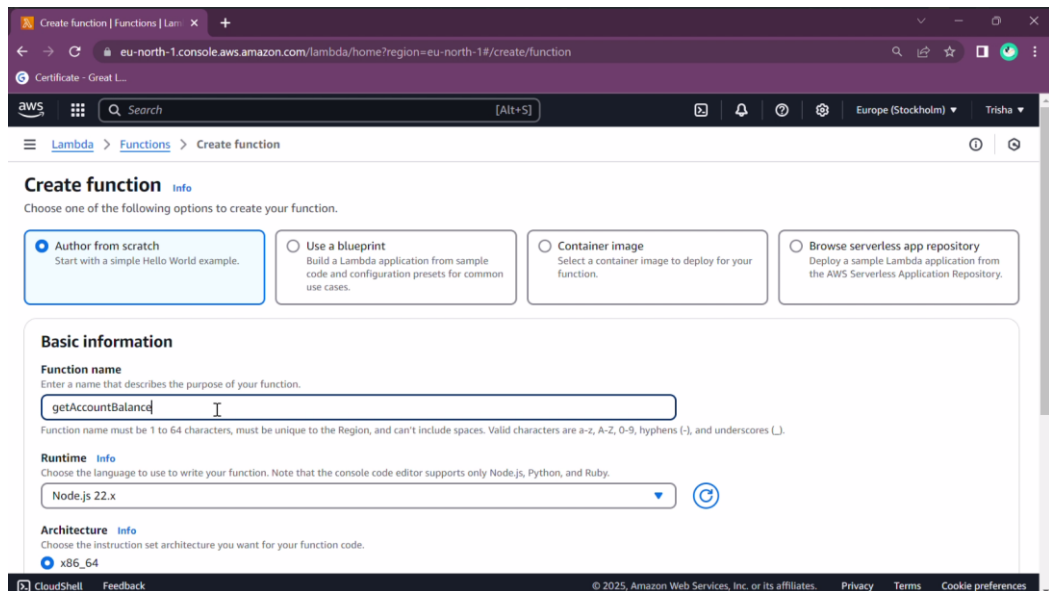 Create function | Functions | Lam
eu-north-1.console.aws.amazon.com/lambda/home?region=eu-north-1#/create/function
Certificate - Great L...
aws
Search [Alt+S]
Europe (Stockholm) Trisha
Lambda > Functions > Create function
Create function Info
Choose one of the following options to create your function.
Author from scratch
Start with a simple Hello World example.
Use a blueprint
Build a Lambda application from sample
code and configuration presets for common
use cases.
Container image
Select a container image to deploy for your
function.
Browse serverless app repository
Deploy a sample Lambda application from
the AWS Serverless Application Repository.
Basic information
Function name
Enter a name that describes the purpose of your function.
getAccountBalance
Function name must be 1 to 64 characters, must be unique to the Region, and can't include spaces. Valid characters are a-z, A-Z, 0-9, hyphens (-), and underscores (_).
Runtime Info
Choose the language to use to write your function. Note that the console code editor supports only Node.js, Python, and Ruby.
Node.js 22.x
Architecture Info
Choose the instruction set architecture you want for your function code.
x86_64
CloudShell Feedback © 2025, Amazon Web Services, Inc. or its affiliates. Privacy Terms Cookie preferences